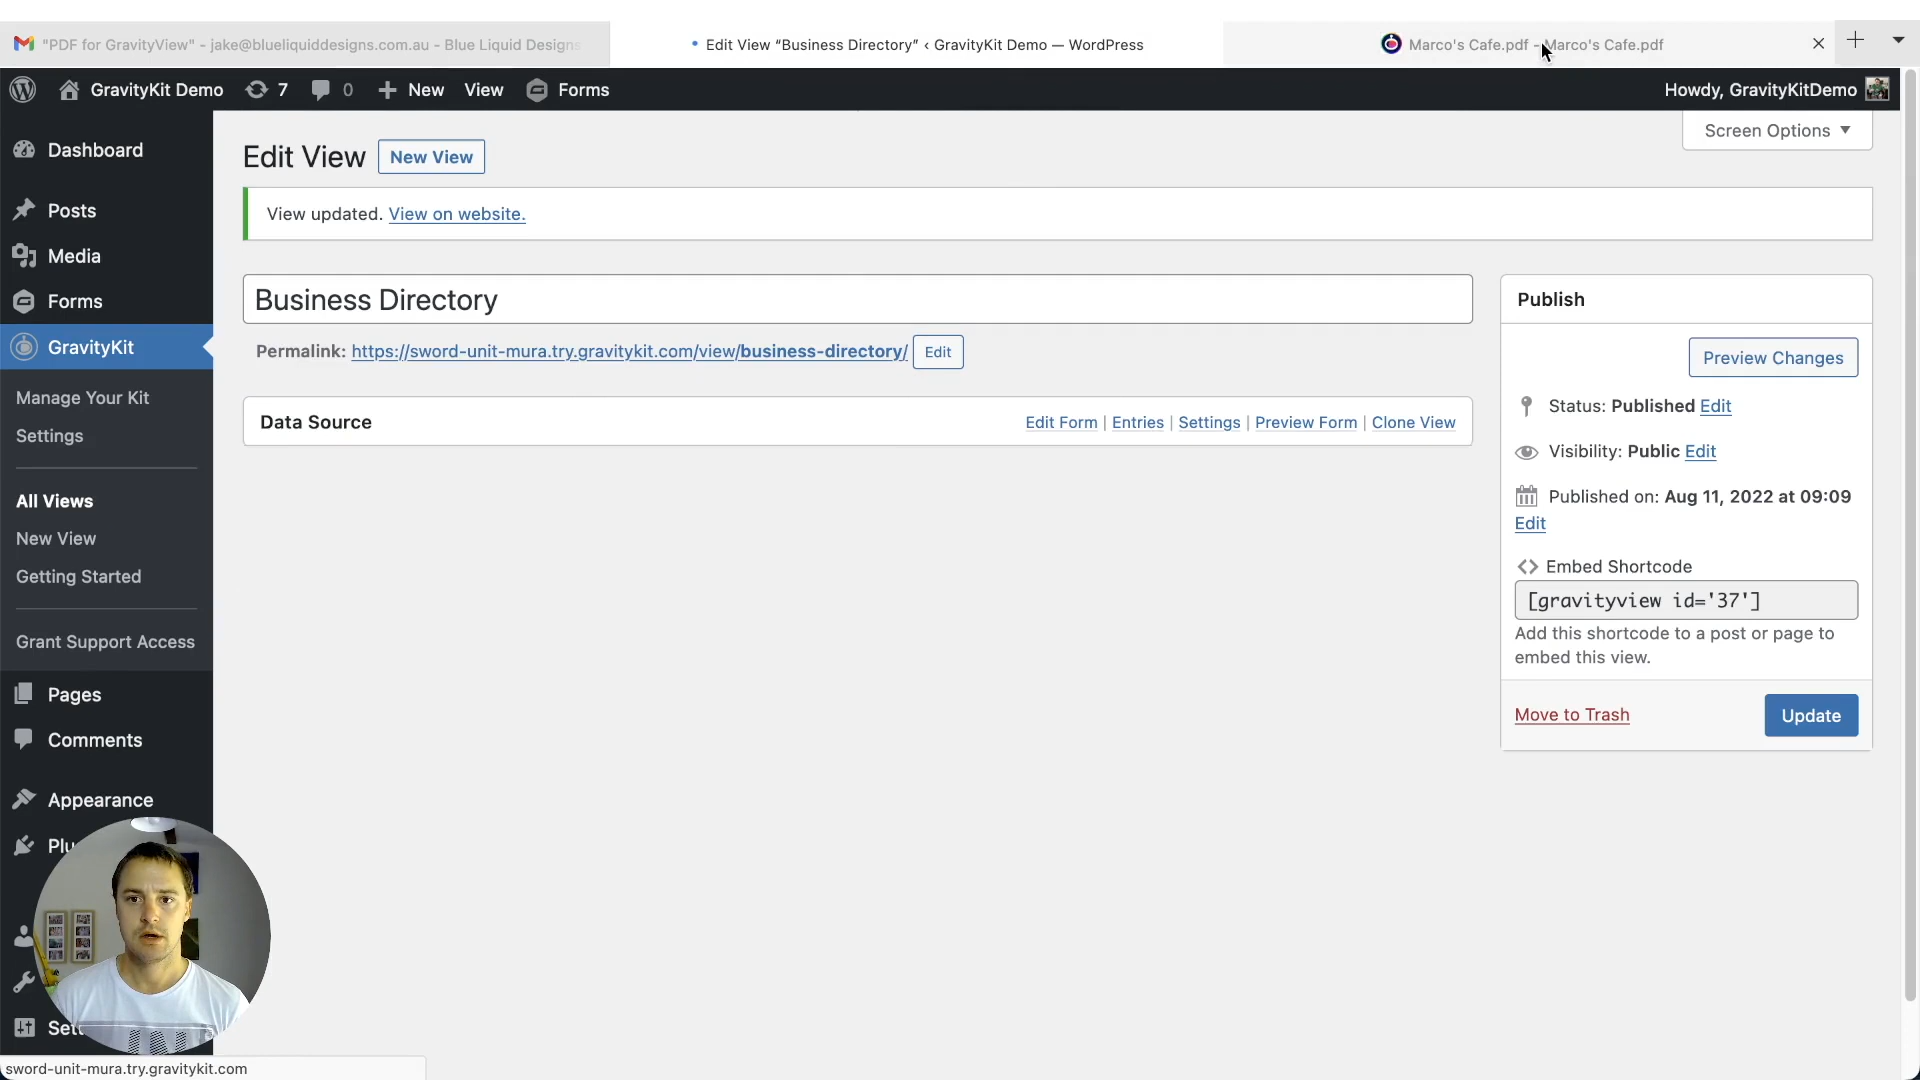 "PDF for GravityView" - jake@blueliquiddesigns.com.au - Blue Liquid Designs
Edit View “Business Directory” ‹ GravityKit Demo — WordPress
Marco's Cafe.pdf - Marco's Cafe.pdf
GravityKit Demo
7
0
New
View
Forms
Howdy, GravityKitDemo
Screen Options
Dashboard
Posts
Media
Forms
GravityKit
Manage Your Kit
Settings
All Views
New View
Getting Started
Grant Support Access
Pages
Comments
Appearance
Plu
Set
Edit View
New View
View updated. View on website.
Business Directory
Permalink: https://sword-unit-mura.try.gravitykit.com/view/business-directory/ Edit
Data Source
Edit Form | Entries | Settings | Preview Form | Clone View
Publish
Preview Changes
Status: Published Edit
Visibility: Public Edit
Published on: Aug 11, 2022 at 09:09
Edit
Embed Shortcode
[gravityview id='37']
Add this shortcode to a post or page to
embed this view.
Move to Trash
Update
sword-unit-mura.try.gravitykit.com